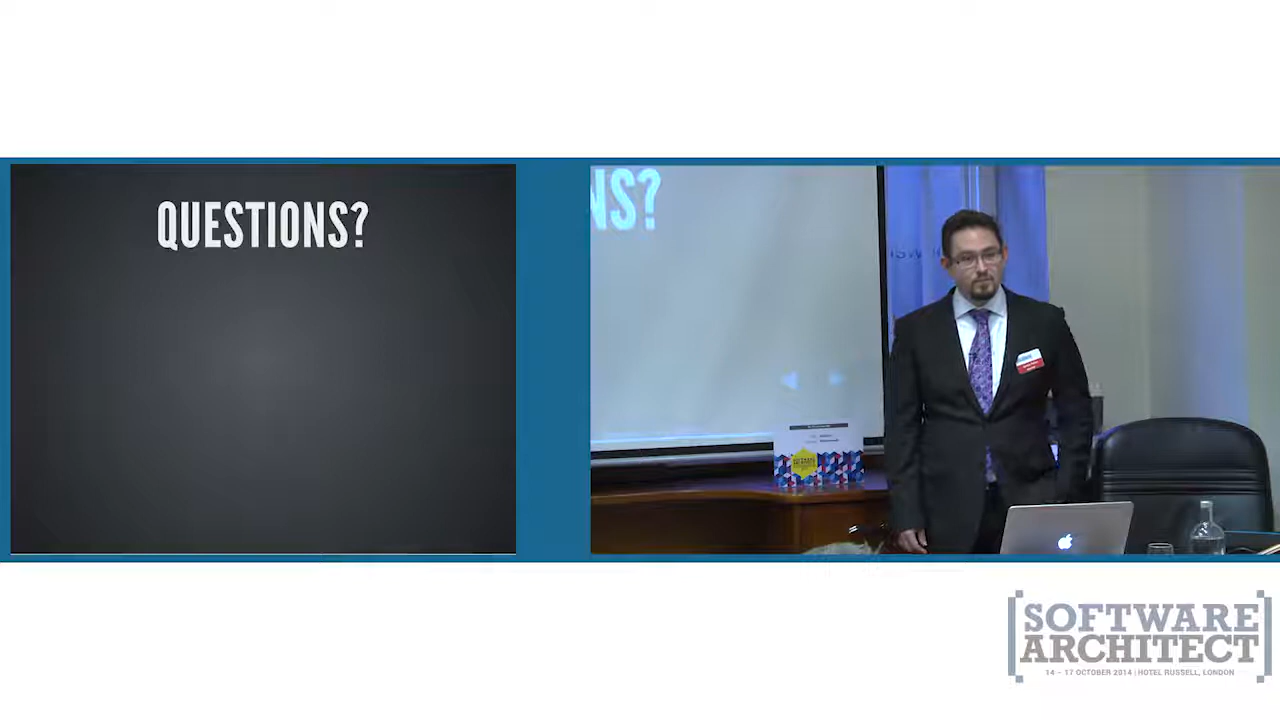 QUESTIONS?
NS?
[SOFTWARE
ARCHITECT]
14 – 17 OCTOBER 2014 | HOTEL RUSSELL, LONDON